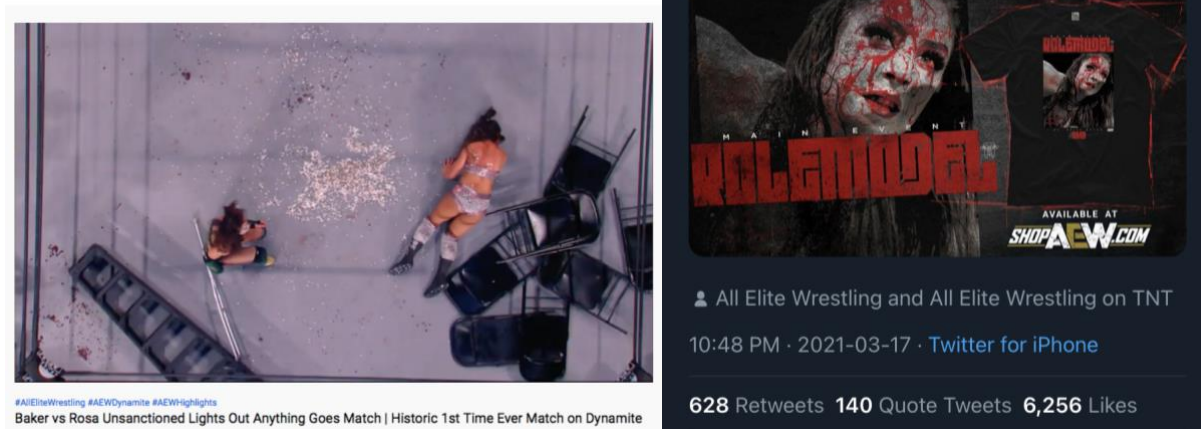 #AllEliteWrestling #AEWDynamite #AEWHighlights
Baker vs Rosa Unsanctioned Lights Out Anything Goes Match | Historic 1st Time Ever Match on Dynamite
MAIN EVENT
ROLEMODEL
ROLEMODEL
AVAILABLE AT
SHOPAEW.COM
All Elite Wrestling and All Elite Wrestling on TNT
10:48 PM · 2021-03-17 · Twitter for iPhone
628 Retweets 140 Quote Tweets 6,256 Likes